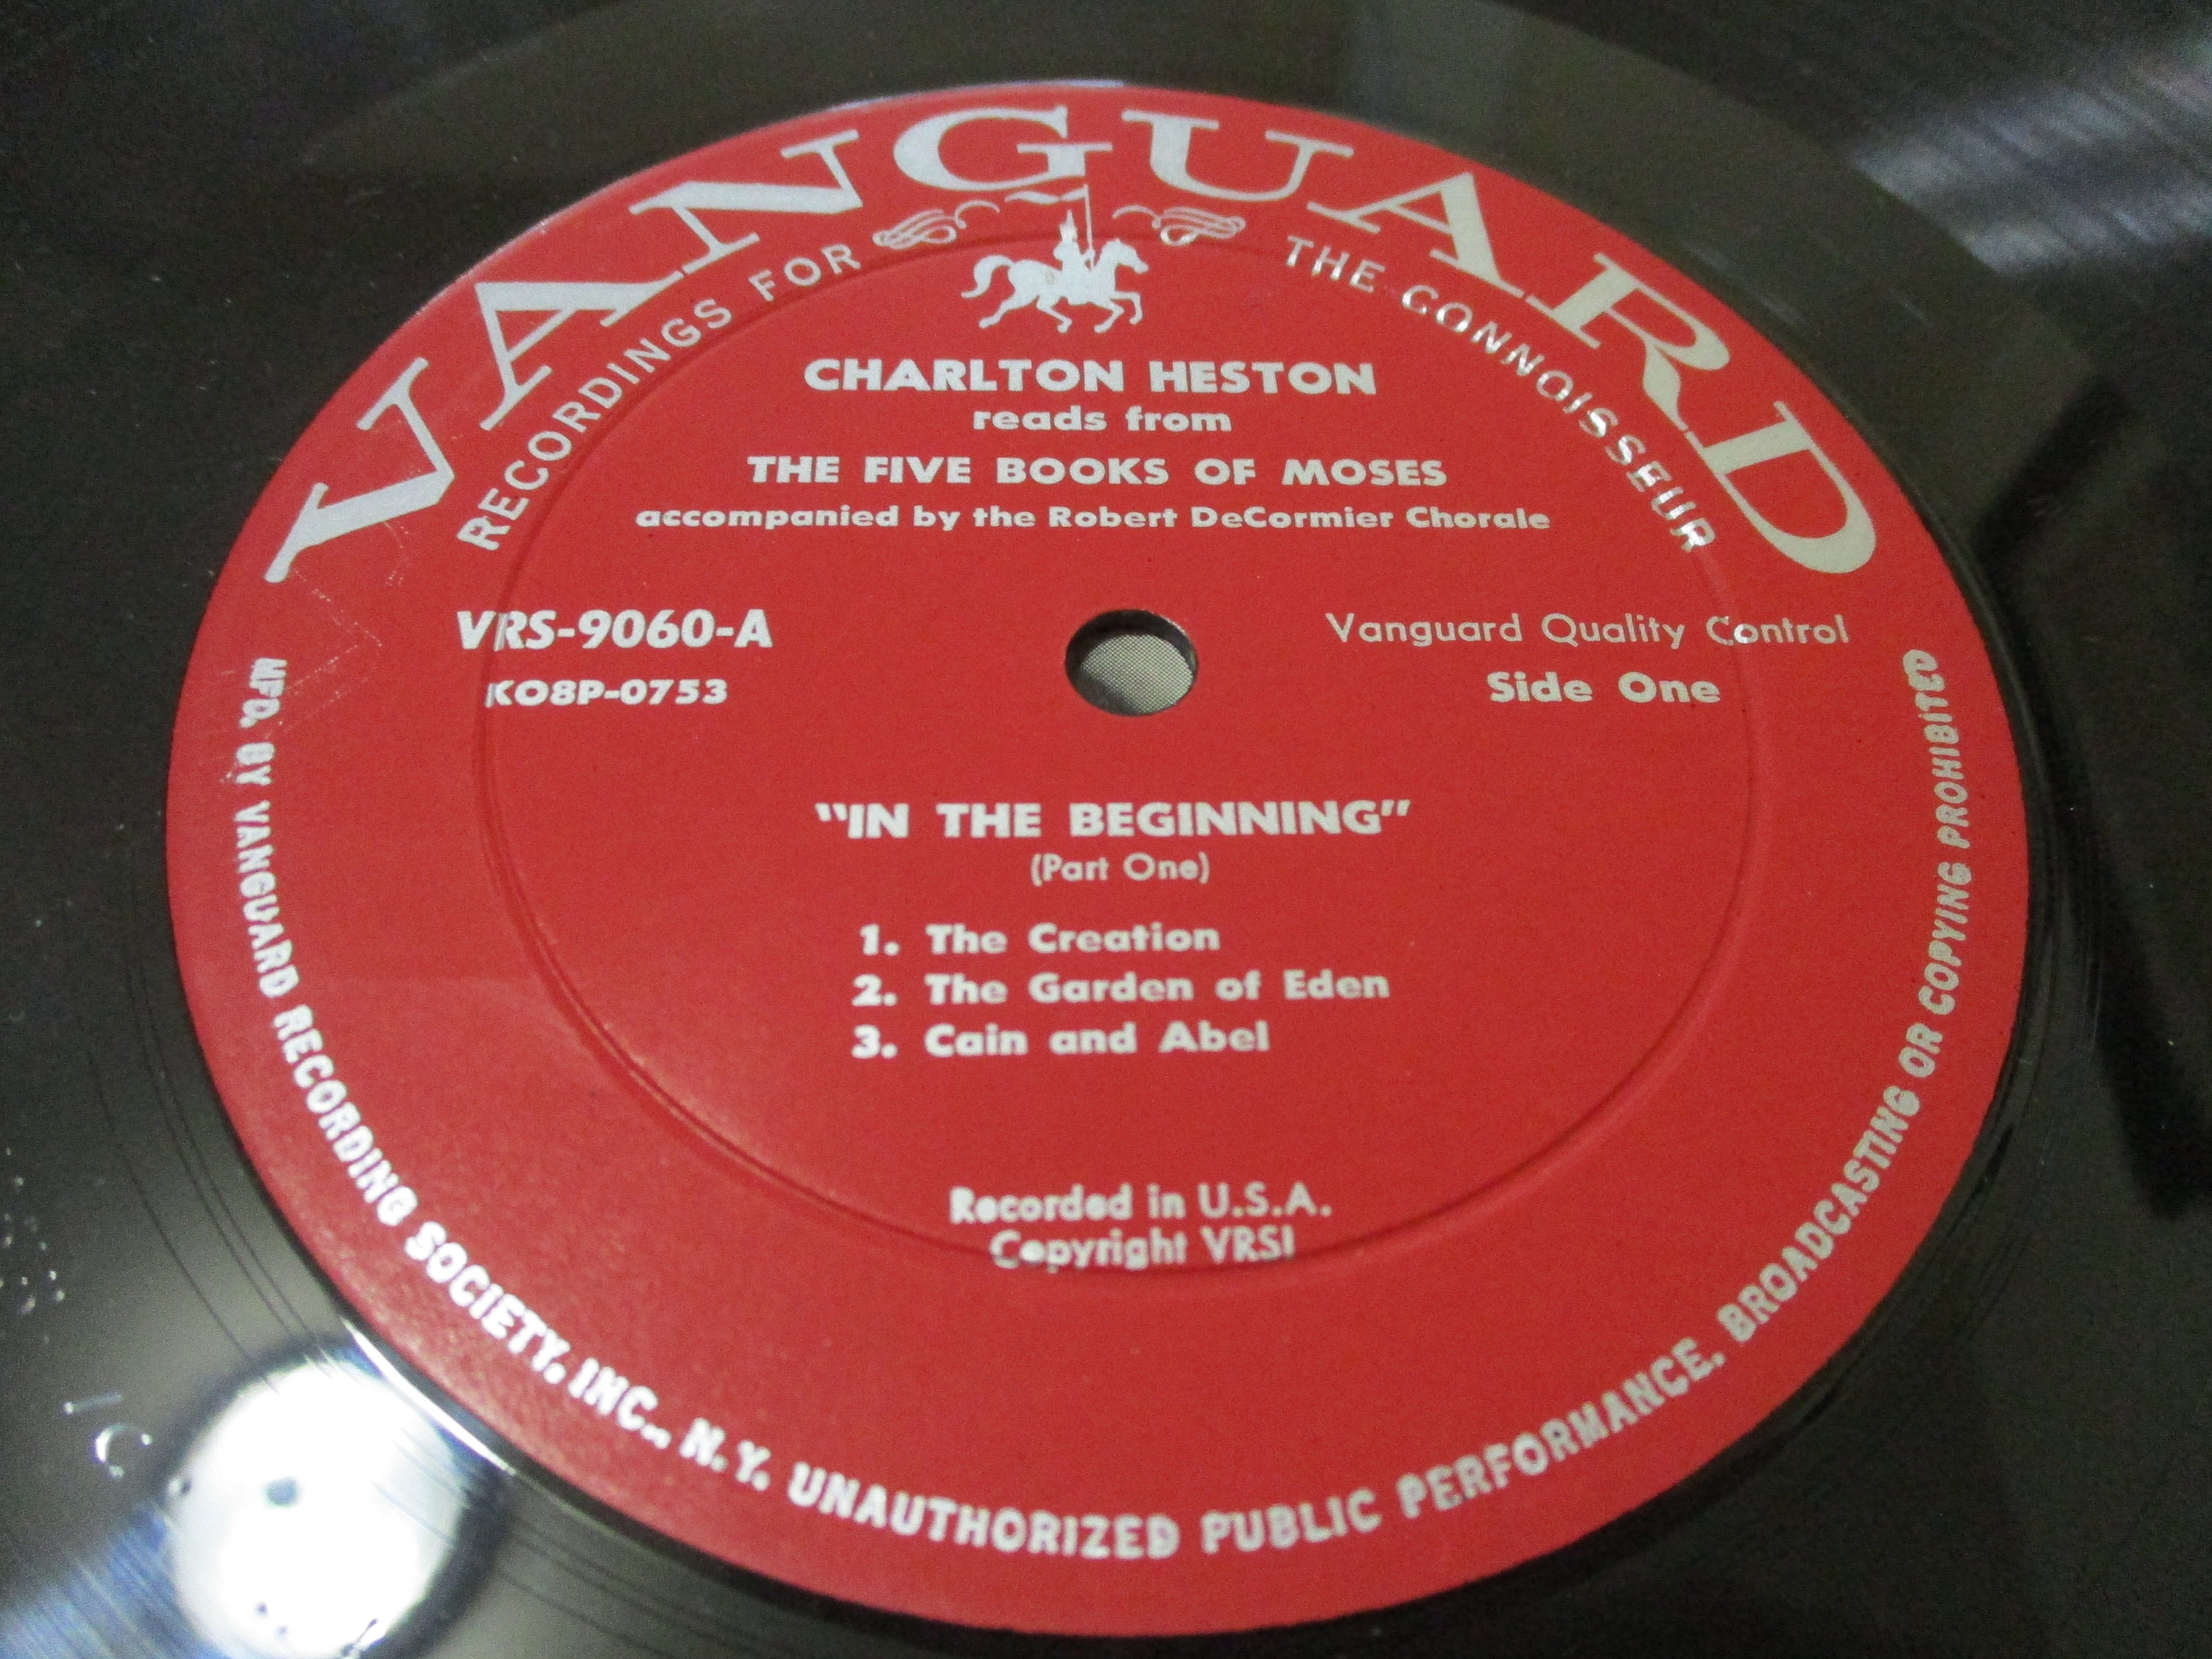 VANGUARD
RECORDINGS FOR THE CONNOISSEUR
CHARLTON HESTON
reads from
THE FIVE BOOKS OF MOSES
accompanied by the Robert DeCormier Chorale
VRS-9060-A
KO8P-0753
Vanguard Quality Control
Side One
"IN THE BEGINNING"
(Part One)
1. The Creation
2. The Garden of Eden
3. Cain and Abel
Recorded in U.S.A.
Copyright VRSI
MFD. BY VANGUARD RECORDING SOCIETY, INC., N.Y. UNAUTHORIZED PUBLIC PERFORMANCE, BROADCASTING OR COPYING PROHIBITED